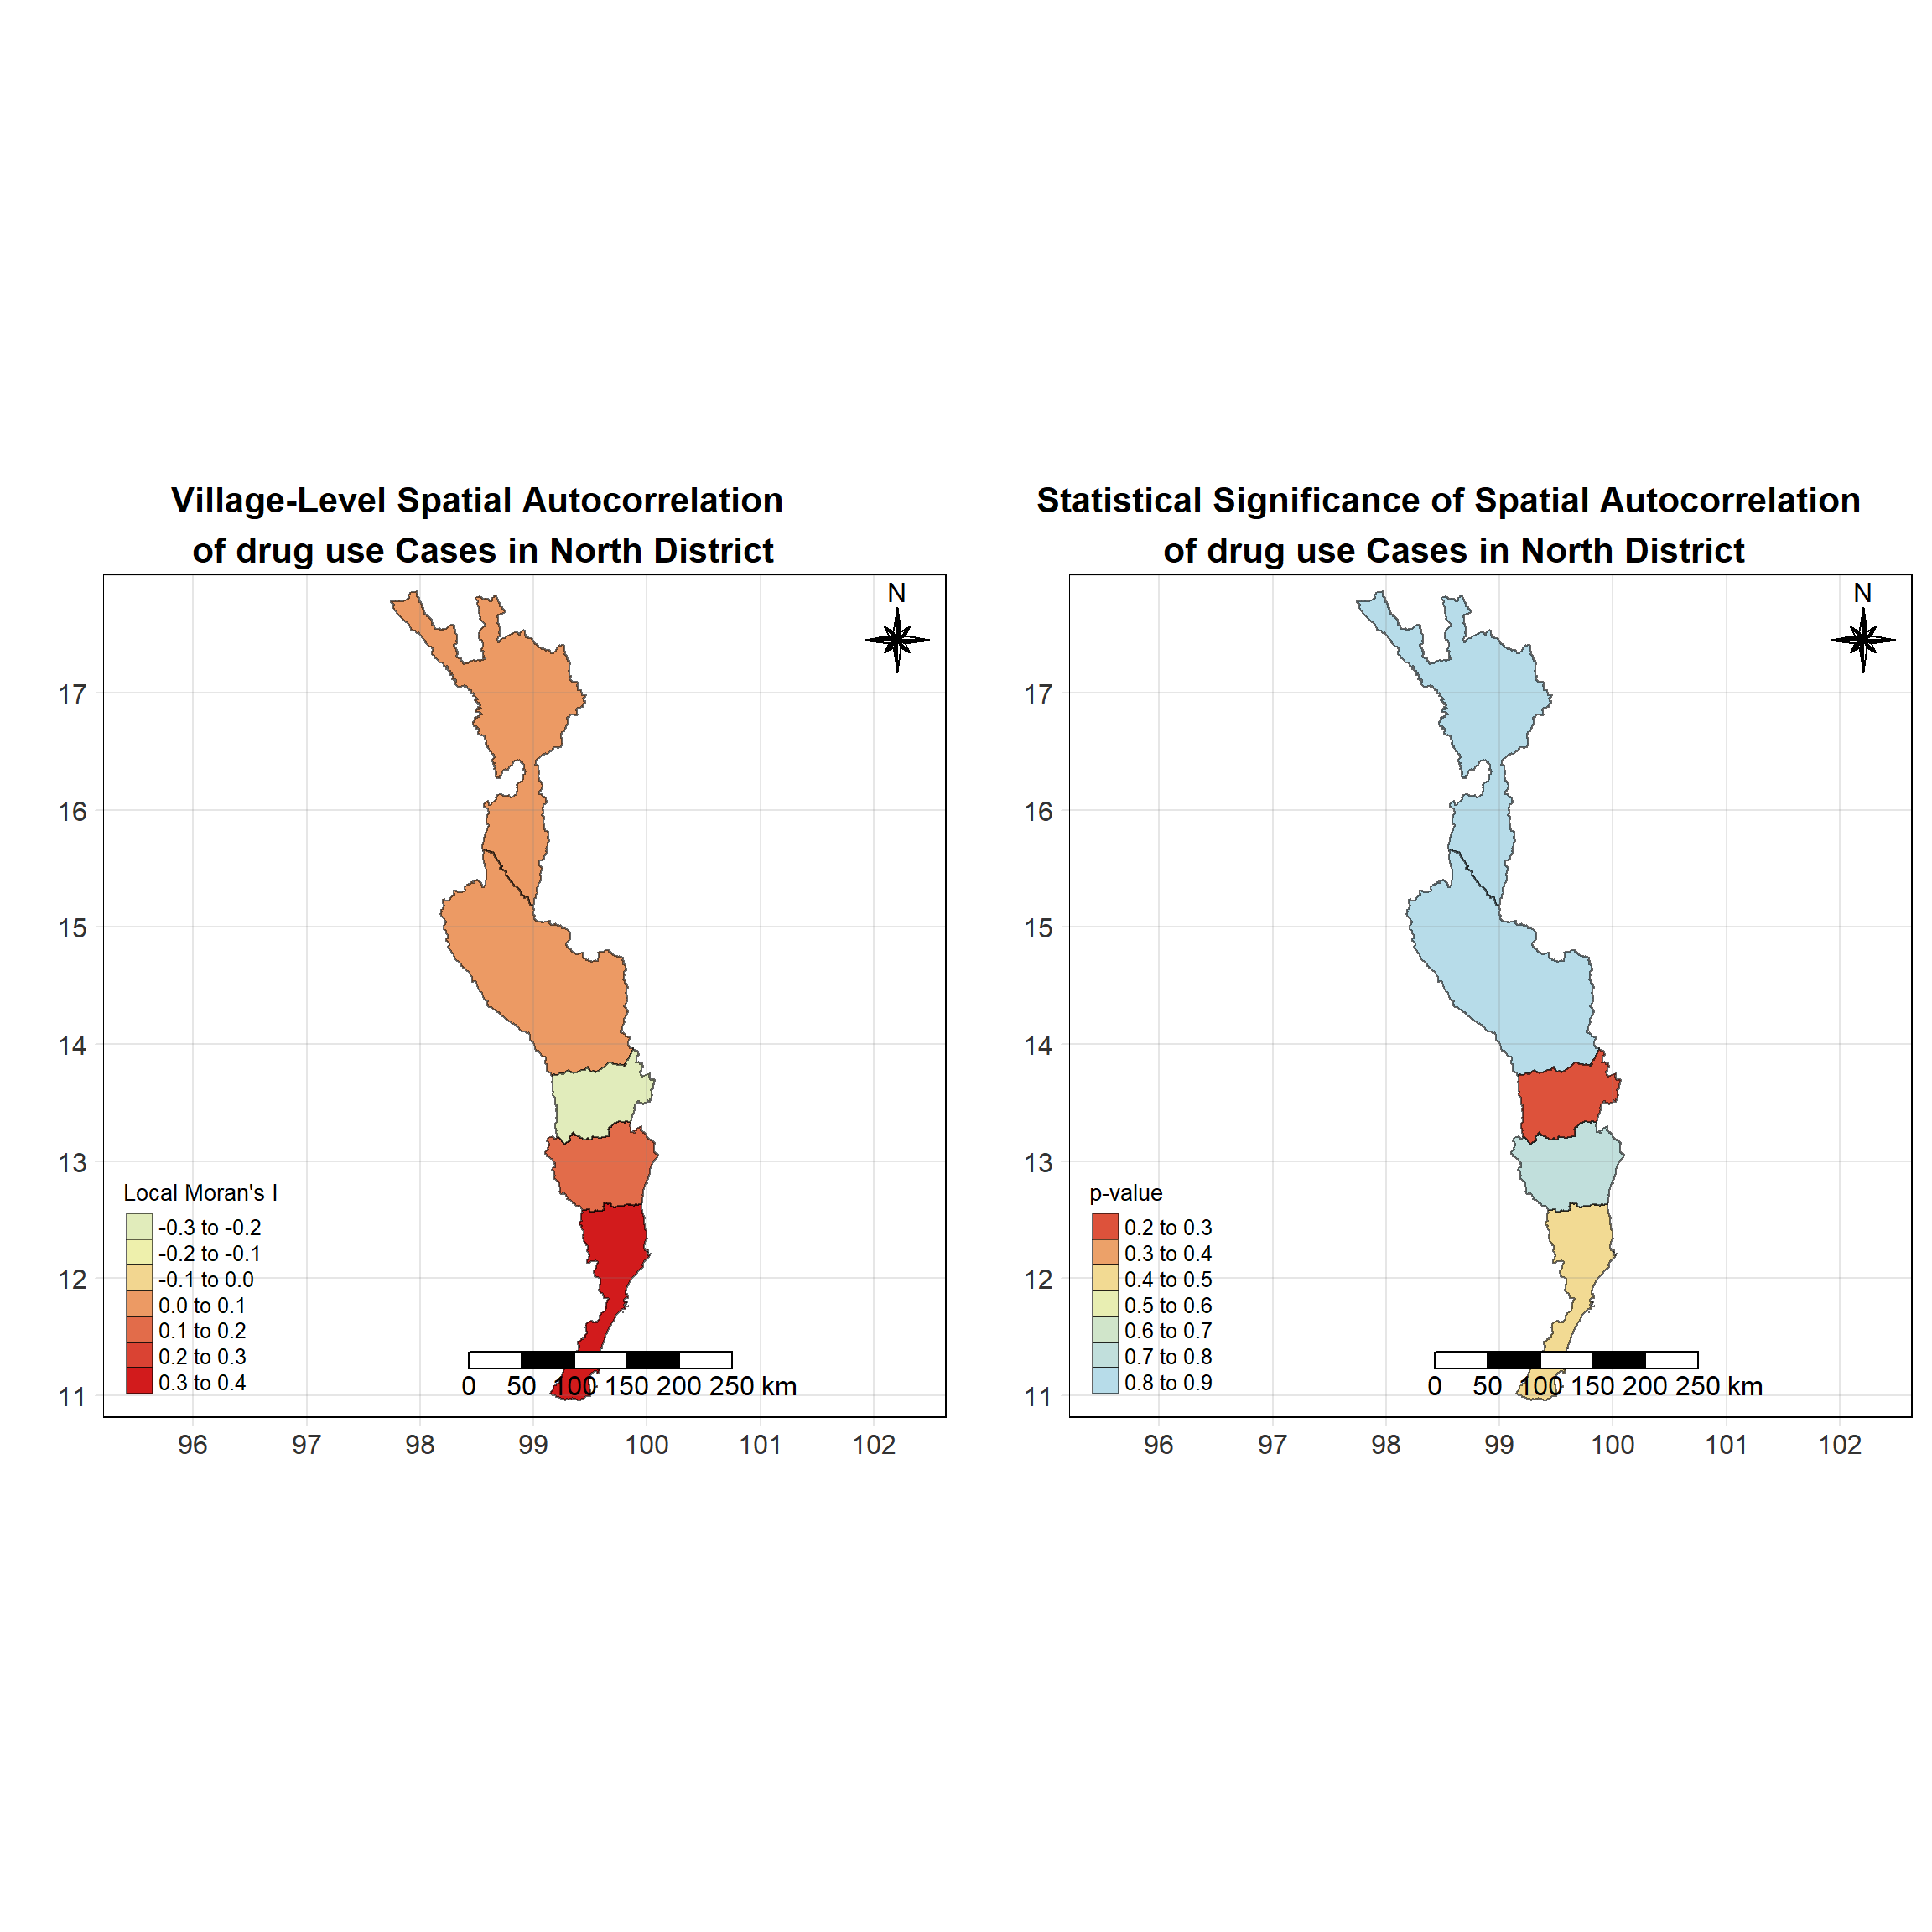 Village-Level Spatial Autocorrelation
of drug use Cases in North District
N
17
16
15
14
13
12
11
Local Moran's I
-0.3 to -0.2
-0.2 to -0.1
-0.1 to 0.0
0.0 to 0.1
0.1 to 0.2
0.2 to 0.3
0.3 to 0.4
0 50 100 150 200 250 km
96 97 98 99 100 101 102
Statistical Significance of Spatial Autocorrelation
of drug use Cases in North District
N
17
16
15
14
13
12
11
p-value
0.2 to 0.3
0.3 to 0.4
0.4 to 0.5
0.5 to 0.6
0.6 to 0.7
0.7 to 0.8
0.8 to 0.9
0 50 100 150 200 250 km
96 97 98 99 100 101 102